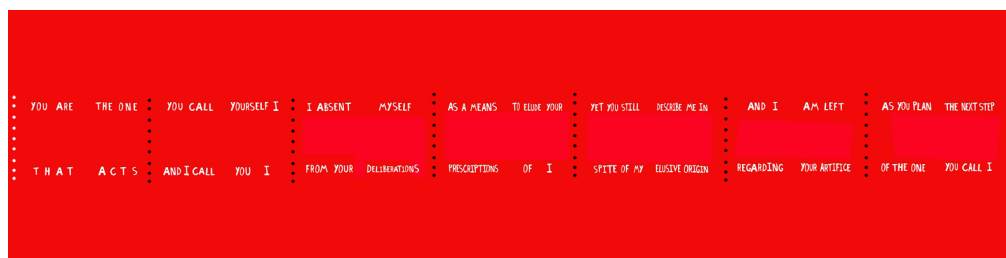 YOU ARE THE ONE
THAT ACTS
YOU CALL YOURSELF I
AND I CALL YOU I
I ABSENT MYSELF
FROM YOUR DELIBERATIONS
AS A MEANS TO ELUDE YOUR
PRESCRIPTIONS OF I
YET YOU STILL DESCRIBE ME IN
SPITE OF MY ELUSIVE ORIGIN
AND I AM LEFT
REGARDING YOUR ARTIFICE
AS YOU PLAN THE NEXT STEP
OF THE ONE YOU CALL I